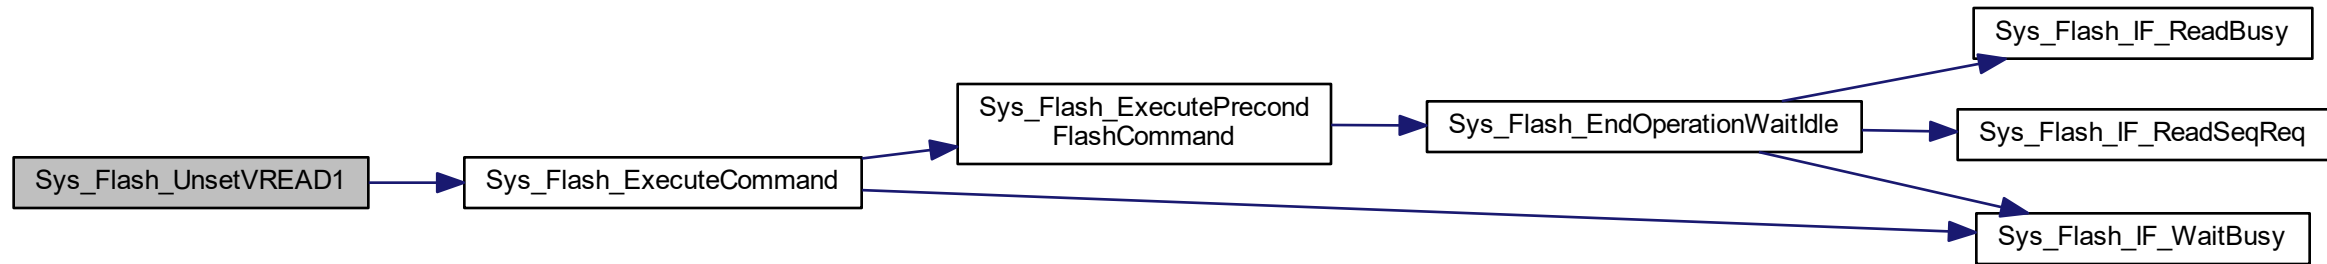 Sys_Flash_UnsetVREAD1
Sys_Flash_ExecuteCommand
Sys_Flash_ExecutePrecond
FlashCommand
Sys_Flash_EndOperationWaitIdle
Sys_Flash_IF_ReadBusy
Sys_Flash_IF_ReadSeqReq
Sys_Flash_IF_WaitBusy